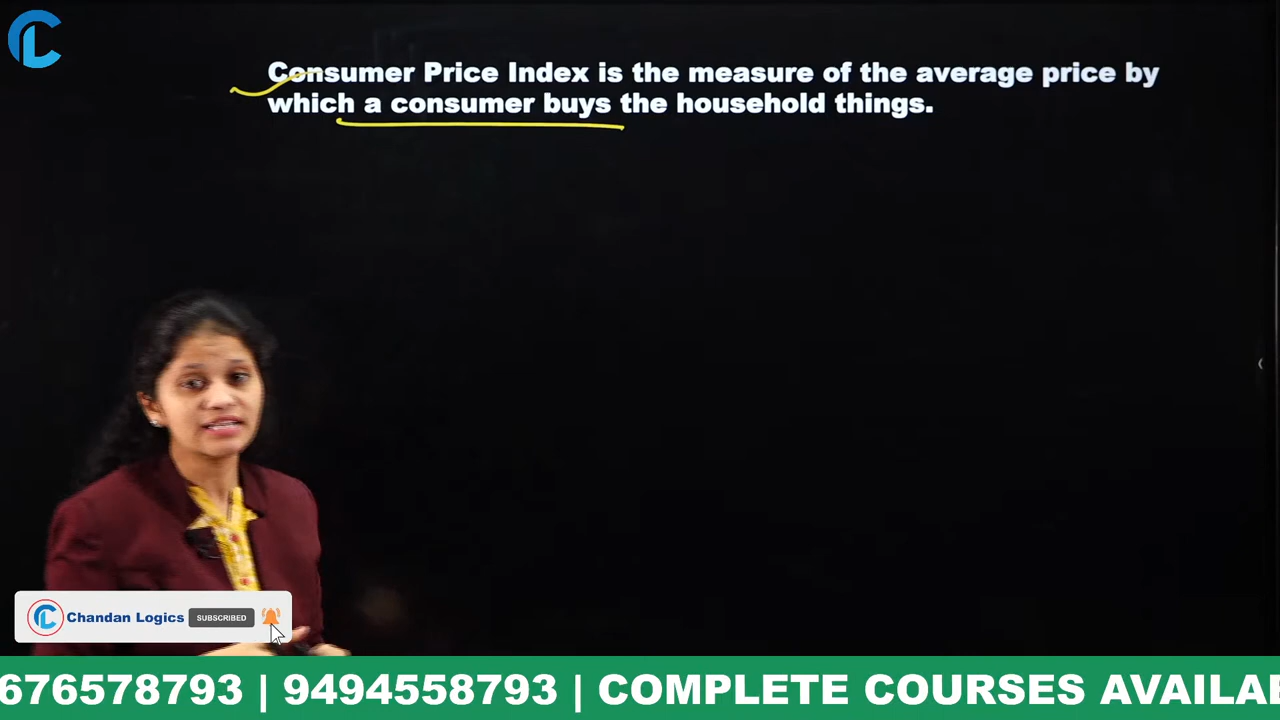 Consumer Price Index is the measure of the average price by
which a consumer buys the household things.
Chandan Logics SUBSCRIBED
676578793 | 9494558793 | COMPLETE COURSES AVAILA